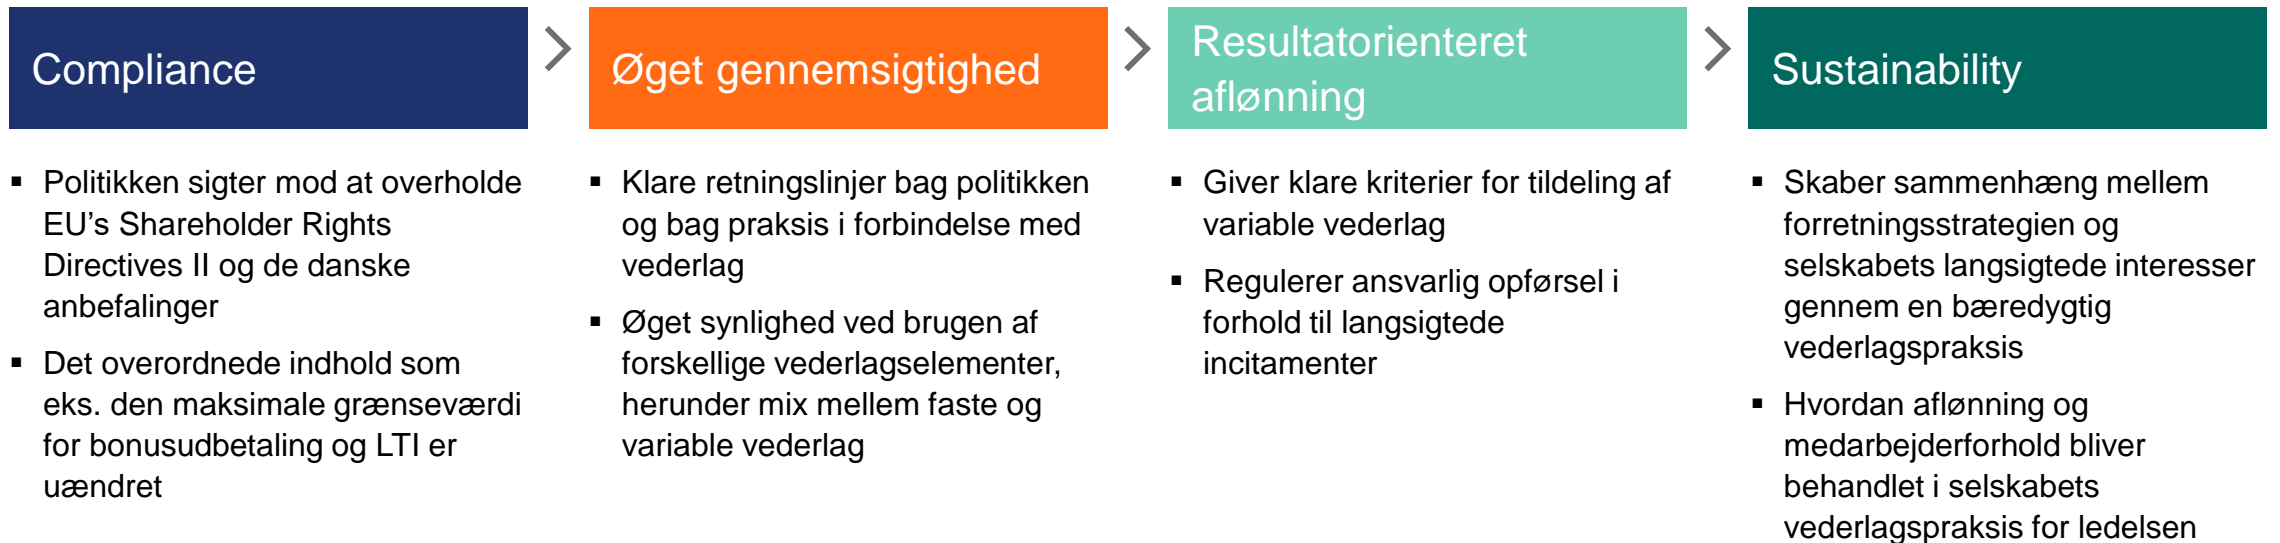 Compliance
▪ Politikken sigter mod at overholde
EU’s Shareholder Rights
Directives II og de danske
anbefalinger
▪ Det overordnede indhold som
eks. den maksimale grænseværdi
for bonusudbetaling og LTI er
uændret
Øget gennemsigtighed
▪ Klare retningslinjer bag politikken
og bag praksis i forbindelse med
vederlag
▪ Øget synlighed ved brugen af
forskellige vederlagselementer,
herunder mix mellem faste og
variable vederlag
Resultatorienteret
aflønning
▪ Giver klare kriterier for tildeling af
variable vederlag
▪ Regulerer ansvarlig opførsel i
forhold til langsigtede
incitamenter
Sustainability
▪ Skaber sammenhæng mellem
forretningsstrategien og
selskabets langsigtede interesser
gennem en bæredygtig
vederlagspraksis
▪ Hvordan aflønning og
medarbejderforhold bliver
behandlet i selskabets
vederlagspraksis for ledelsen